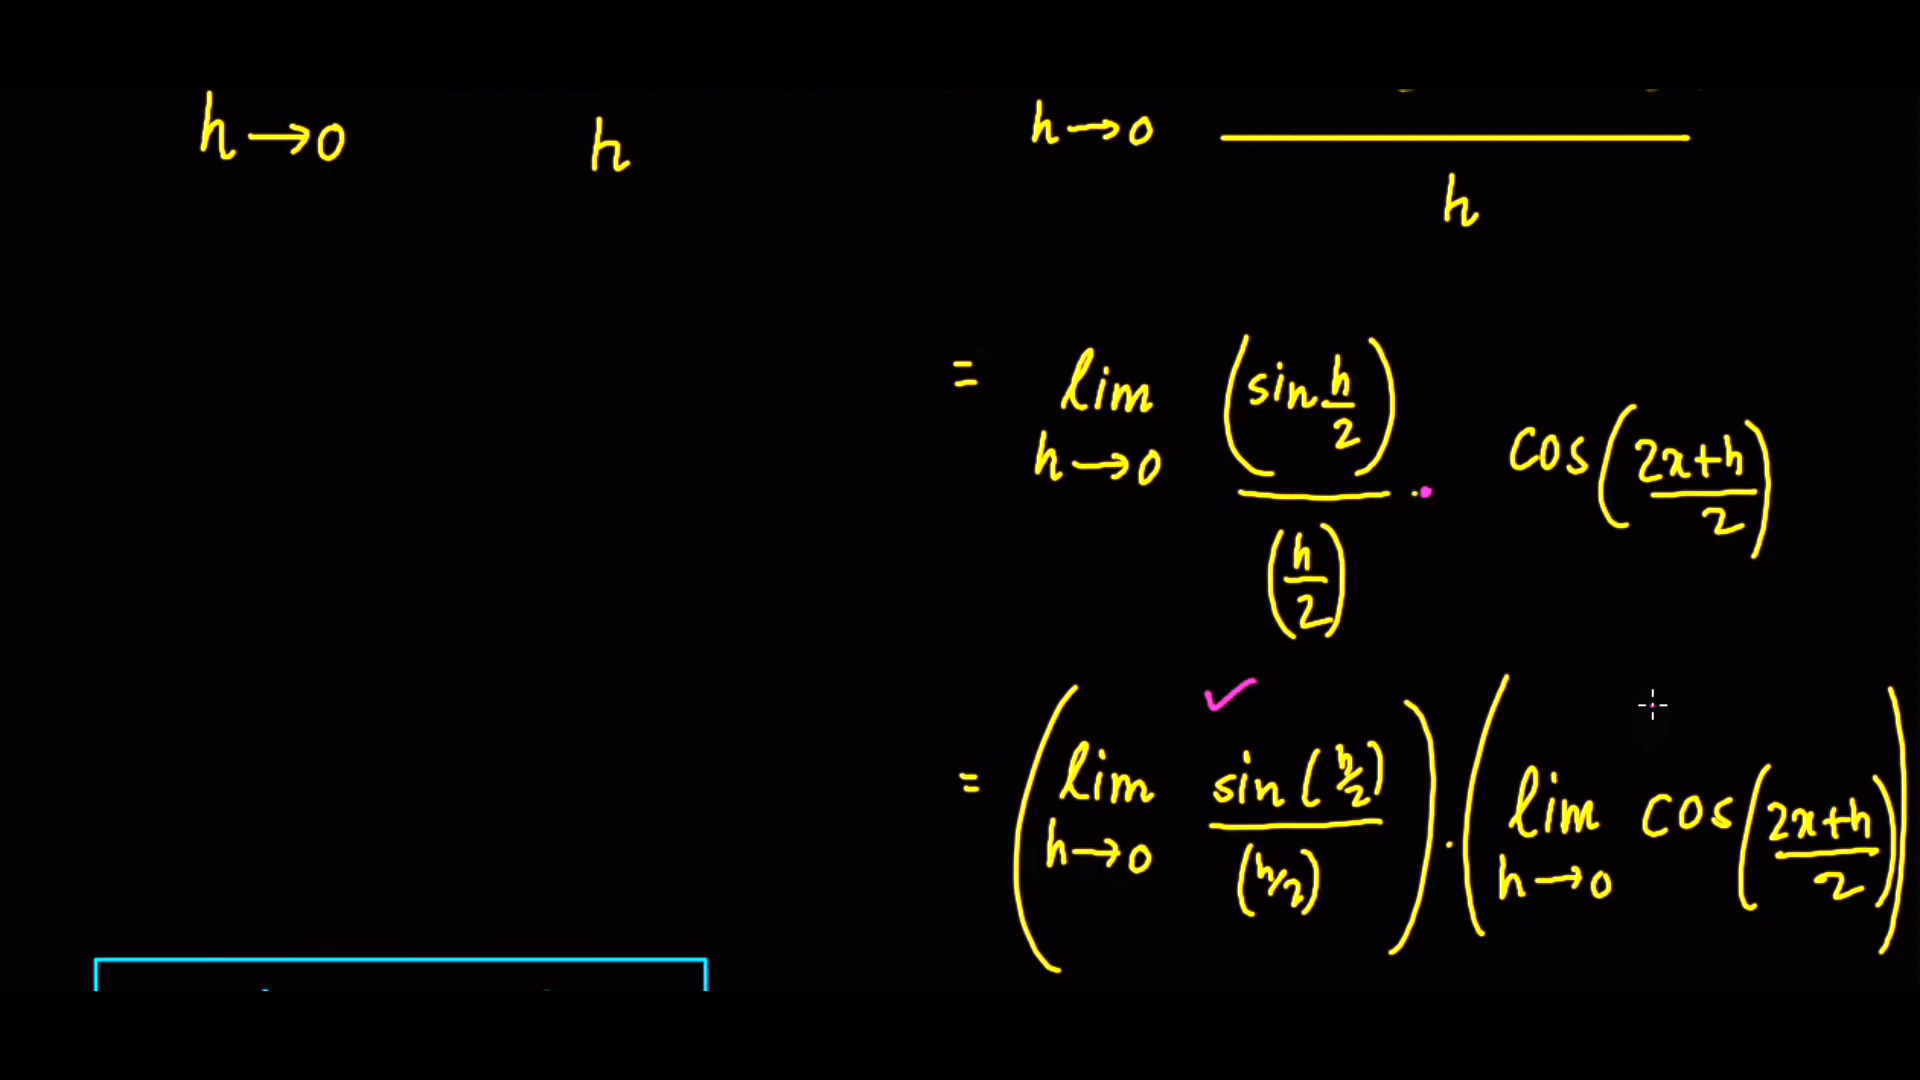 h→0 h h→0 h
= lim h→0 (sin h/2)/(h/2) · cos(2x+h/2)
= (lim h→0 sin(h/2)/(h/2)) · (lim h→0 cos(2x+h/2))